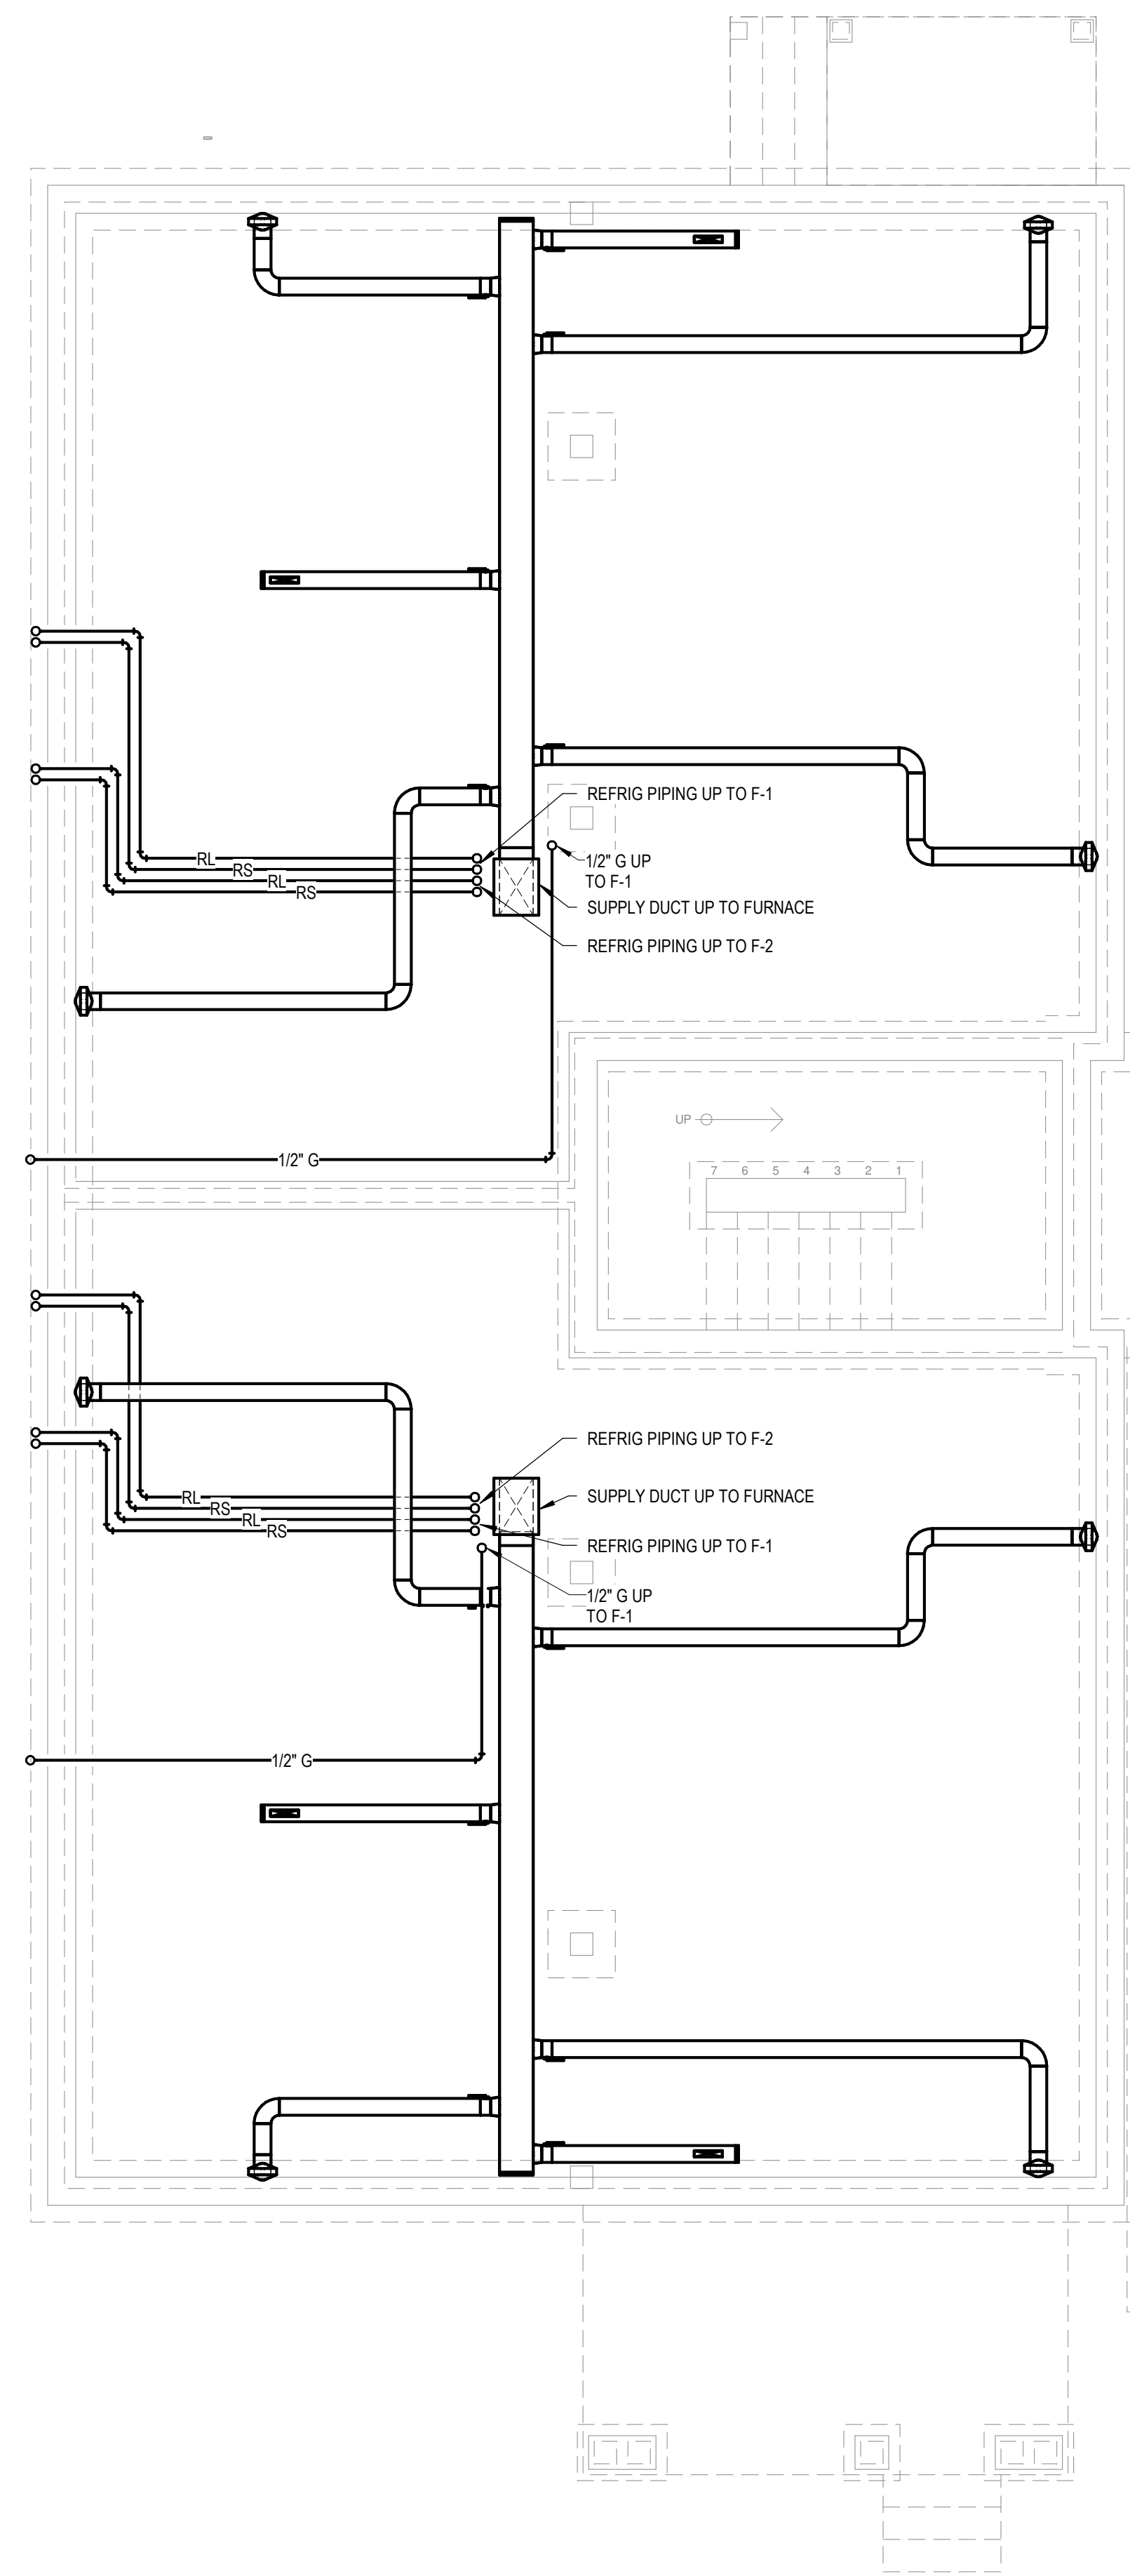 REFRIG PIPING UP TO F-1
RL
1/2" G UP
TO F-1
RS
RL
RS
SUPPLY DUCT UP TO FURNACE
REFRIG PIPING UP TO F-2
UP
1/2" G
7 6 5 4 3 2 1
REFRIG PIPING UP TO F-2
RL
SUPPLY DUCT UP TO FURNACE
RS
RL
RS
REFRIG PIPING UP TO F-1
1/2" G UP
TO F-1
1/2" G